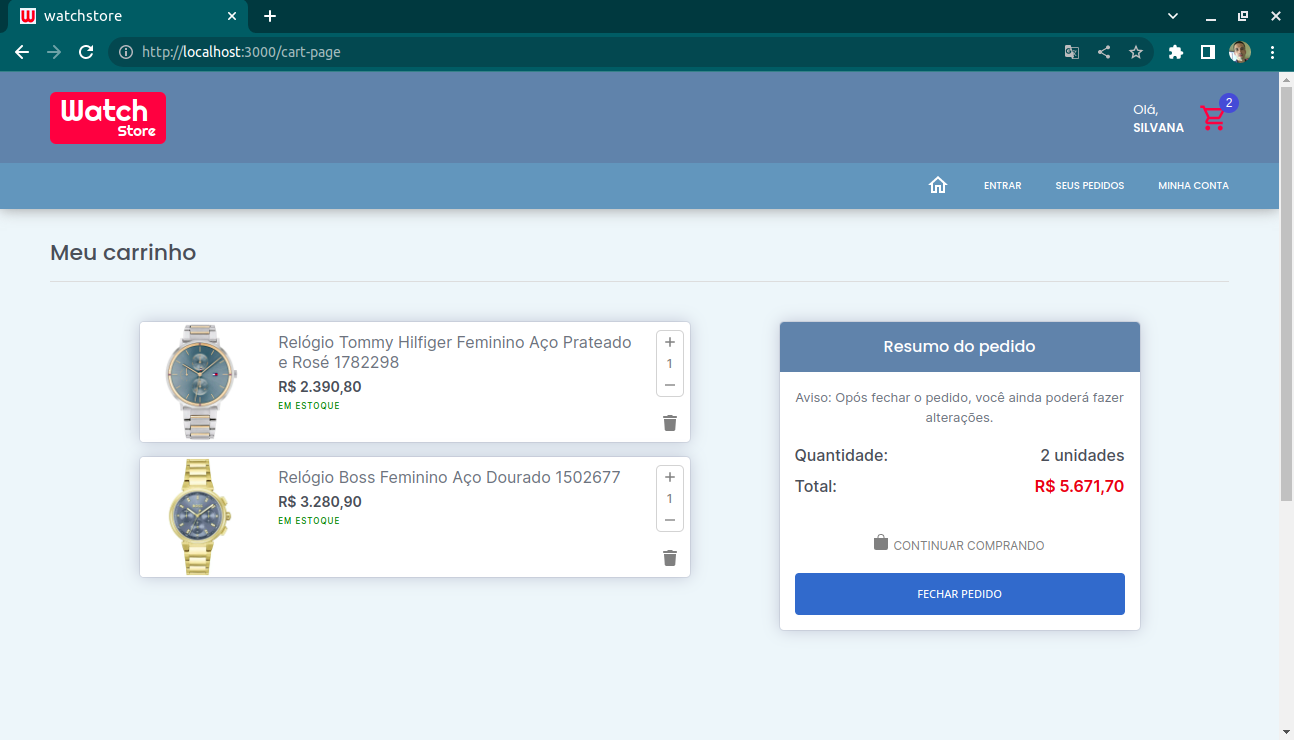 W watchstore
http://localhost:3000/cart-page
Watch
Store
Olá,
SILVANA
2
ENTRAR SEUS PEDIDOS MINHA CONTA
Meu carrinho
Relógio Tommy Hilfiger Feminino Aço Prateado
e Rosé 1782298
R$ 2.390,80
EM ESTOQUE
+
1
−
Relógio Boss Feminino Aço Dourado 1502677
R$ 3.280,90
EM ESTOQUE
+
1
−
Resumo do pedido
Aviso: Opós fechar o pedido, você ainda poderá fazer
alterações.
Quantidade: 2 unidades
Total: R$ 5.671,70
CONTINUAR COMPRANDO
FECHAR PEDIDO